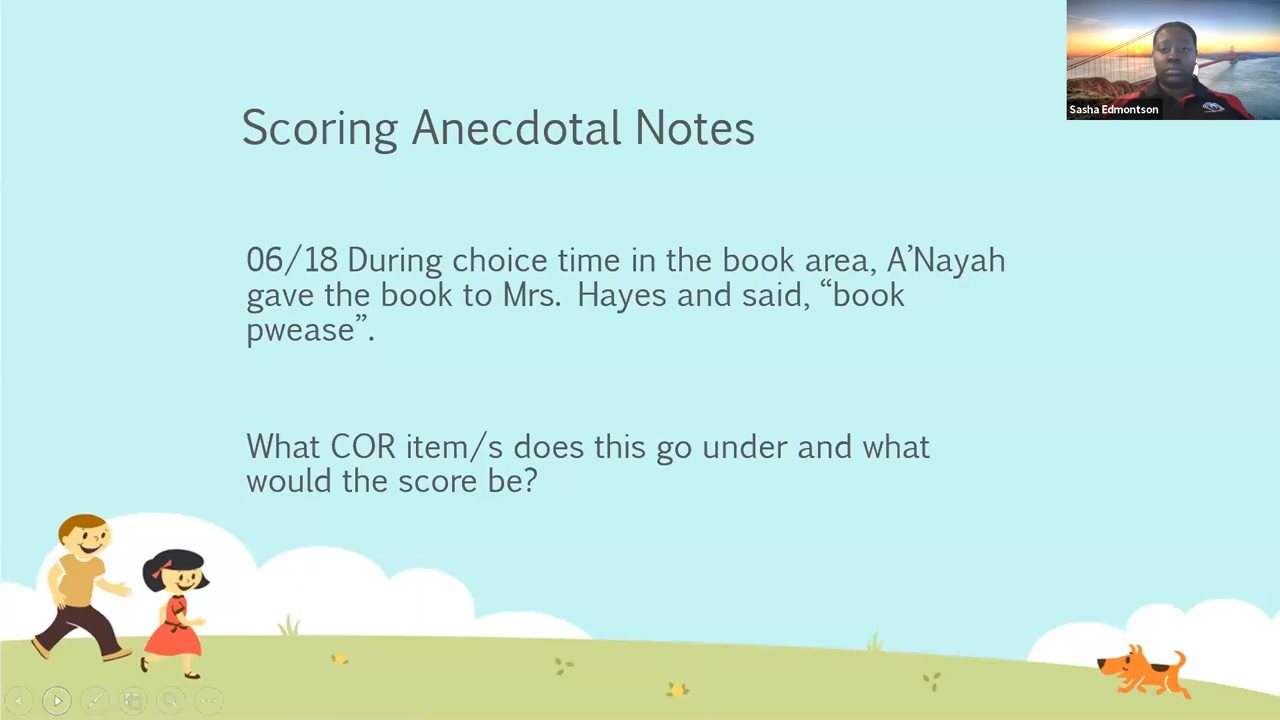 Sasha Edmontson
Scoring Anecdotal Notes
06/18 During choice time in the book area, A’Nayah
gave the book to Mrs. Hayes and said, “book
pwease”.
What COR item/s does this go under and what
would the score be?